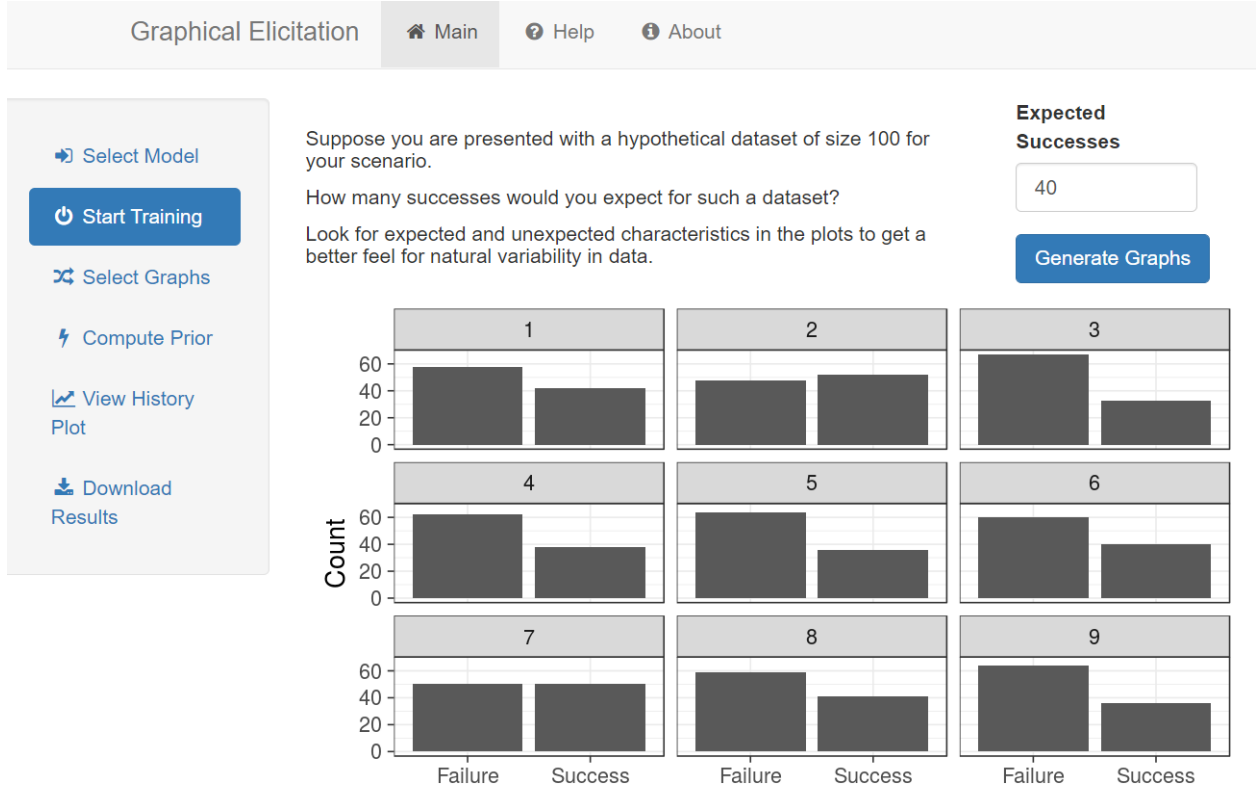 Graphical Elicitation
Main
Help
About
Select Model
Start Training
Select Graphs
Compute Prior
View History
Plot
Download
Results
Suppose you are presented with a hypothetical dataset of size 100 for
your scenario.
How many successes would you expect for such a dataset?
Look for expected and unexpected characteristics in the plots to get a
better feel for natural variability in data.
Expected
Successes
40
Generate Graphs
1
2
3
60
40
20
0
4
5
6
60
40
20
0
Count
7
8
9
60
40
20
0
Failure
Success
Failure
Success
Failure
Success